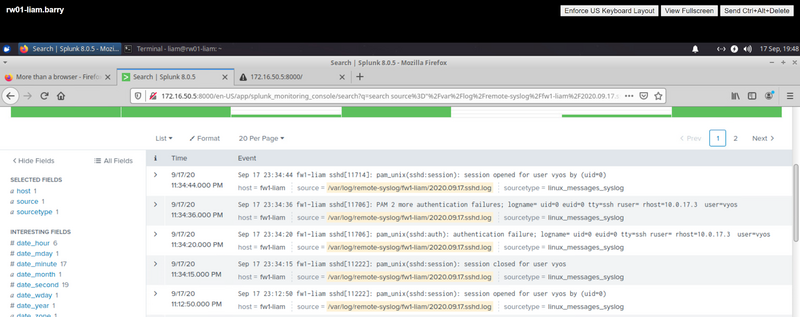 rw01-liam.barry
Enforce US Keyboard Layout View Fullscreen Send Ctrl+Alt+Delete
Search | Splunk 8.0.5 - Mozi... Terminal - liam@rw01-liam: ~ 17 Sep, 19:48
Search | Splunk 8.0.5 - Mozilla Firefox
More than a browser - Firefo Search | Splunk 8.0.5 172.16.50.5:8000/
172.16.50.5:8000/en-US/app/splunk_monitoring_console/search?q=search source%3D"%2Fvar%2Flog%2Fremote-syslog%2Ffw1-liam%2F2020.09.17.s
List Format 20 Per Page < Prev 1 2 Next >
< Hide Fields All Fields
i Time Event
SELECTED FIELDS
a host 1
a source 1
a sourcetype 1
INTERESTING FIELDS
# date_hour 6
# date_mday 1
# date_minute 17
a date_month 1
# date_second 19
a date_wday 1
# date_year 1
a date_zone 1
> 9/17/20 Sep 17 23:34:44 fw1-liam sshd[11714]: pam_unix(sshd:session): session opened for user vyos by (uid=0)
11:34:44.000 PM host = fw1-liam source = /var/log/remote-syslog/fw1-liam/2020.09.17.sshd.log sourcetype = linux_messages_syslog
> 9/17/20 Sep 17 23:34:36 fw1-liam sshd[11706]: PAM 2 more authentication failures; logname= uid=0 euid=0 tty=ssh ruser= rhost=10.0.17.3 user=vyos
11:34:36.000 PM host = fw1-liam source = /var/log/remote-syslog/fw1-liam/2020.09.17.sshd.log sourcetype = linux_messages_syslog
> 9/17/20 Sep 17 23:34:20 fw1-liam sshd[11706]: pam_unix(sshd:auth): authentication failure; logname= uid=0 euid=0 tty=ssh ruser= rhost=10.0.17.3 user=vyos
11:34:20.000 PM host = fw1-liam source = /var/log/remote-syslog/fw1-liam/2020.09.17.sshd.log sourcetype = linux_messages_syslog
> 9/17/20 Sep 17 23:34:15 fw1-liam sshd[11222]: pam_unix(sshd:session): session closed for user vyos
11:34:15.000 PM host = fw1-liam source = /var/log/remote-syslog/fw1-liam/2020.09.17.sshd.log sourcetype = linux_messages_syslog
> 9/17/20 Sep 17 23:12:50 fw1-liam sshd[11222]: pam_unix(sshd:session): session opened for user vyos by (uid=0)
11:12:50.000 PM host = fw1-liam source = /var/log/remote-syslog/fw1-liam/2020.09.17.sshd.log sourcetype = linux_messages_syslog